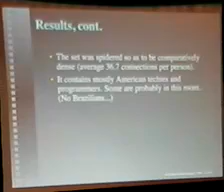 Results, cont.
• The set was spidered so as to be comparatively
dense (average 36.7 connections per person).
• It contains mostly American techies and
programmers. Some are probably in this room.
(No Brazilians...)